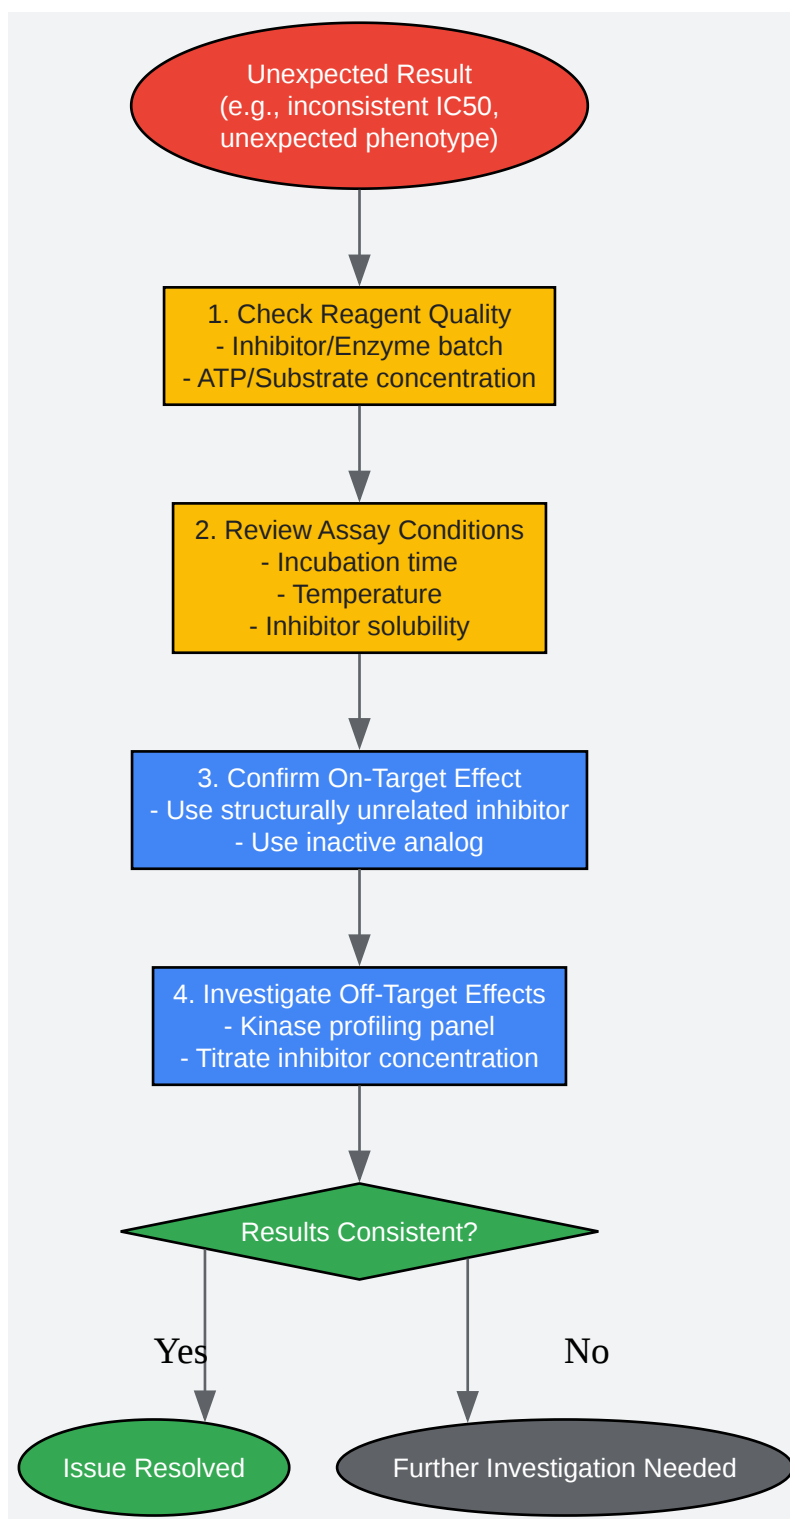 Unexpected Result
(e.g., inconsistent IC50,
unexpected phenotype)
1. Check Reagent Quality
- Inhibitor/Enzyme batch
- ATP/Substrate concentration
2. Review Assay Conditions
- Incubation time
- Temperature
- Inhibitor solubility
3. Confirm On-Target Effect
- Use structurally unrelated inhibitor
- Use inactive analog
4. Investigate Off-Target Effects
- Kinase profiling panel
- Titrate inhibitor concentration
Results Consistent?
Yes
No
Issue Resolved
Further Investigation Needed